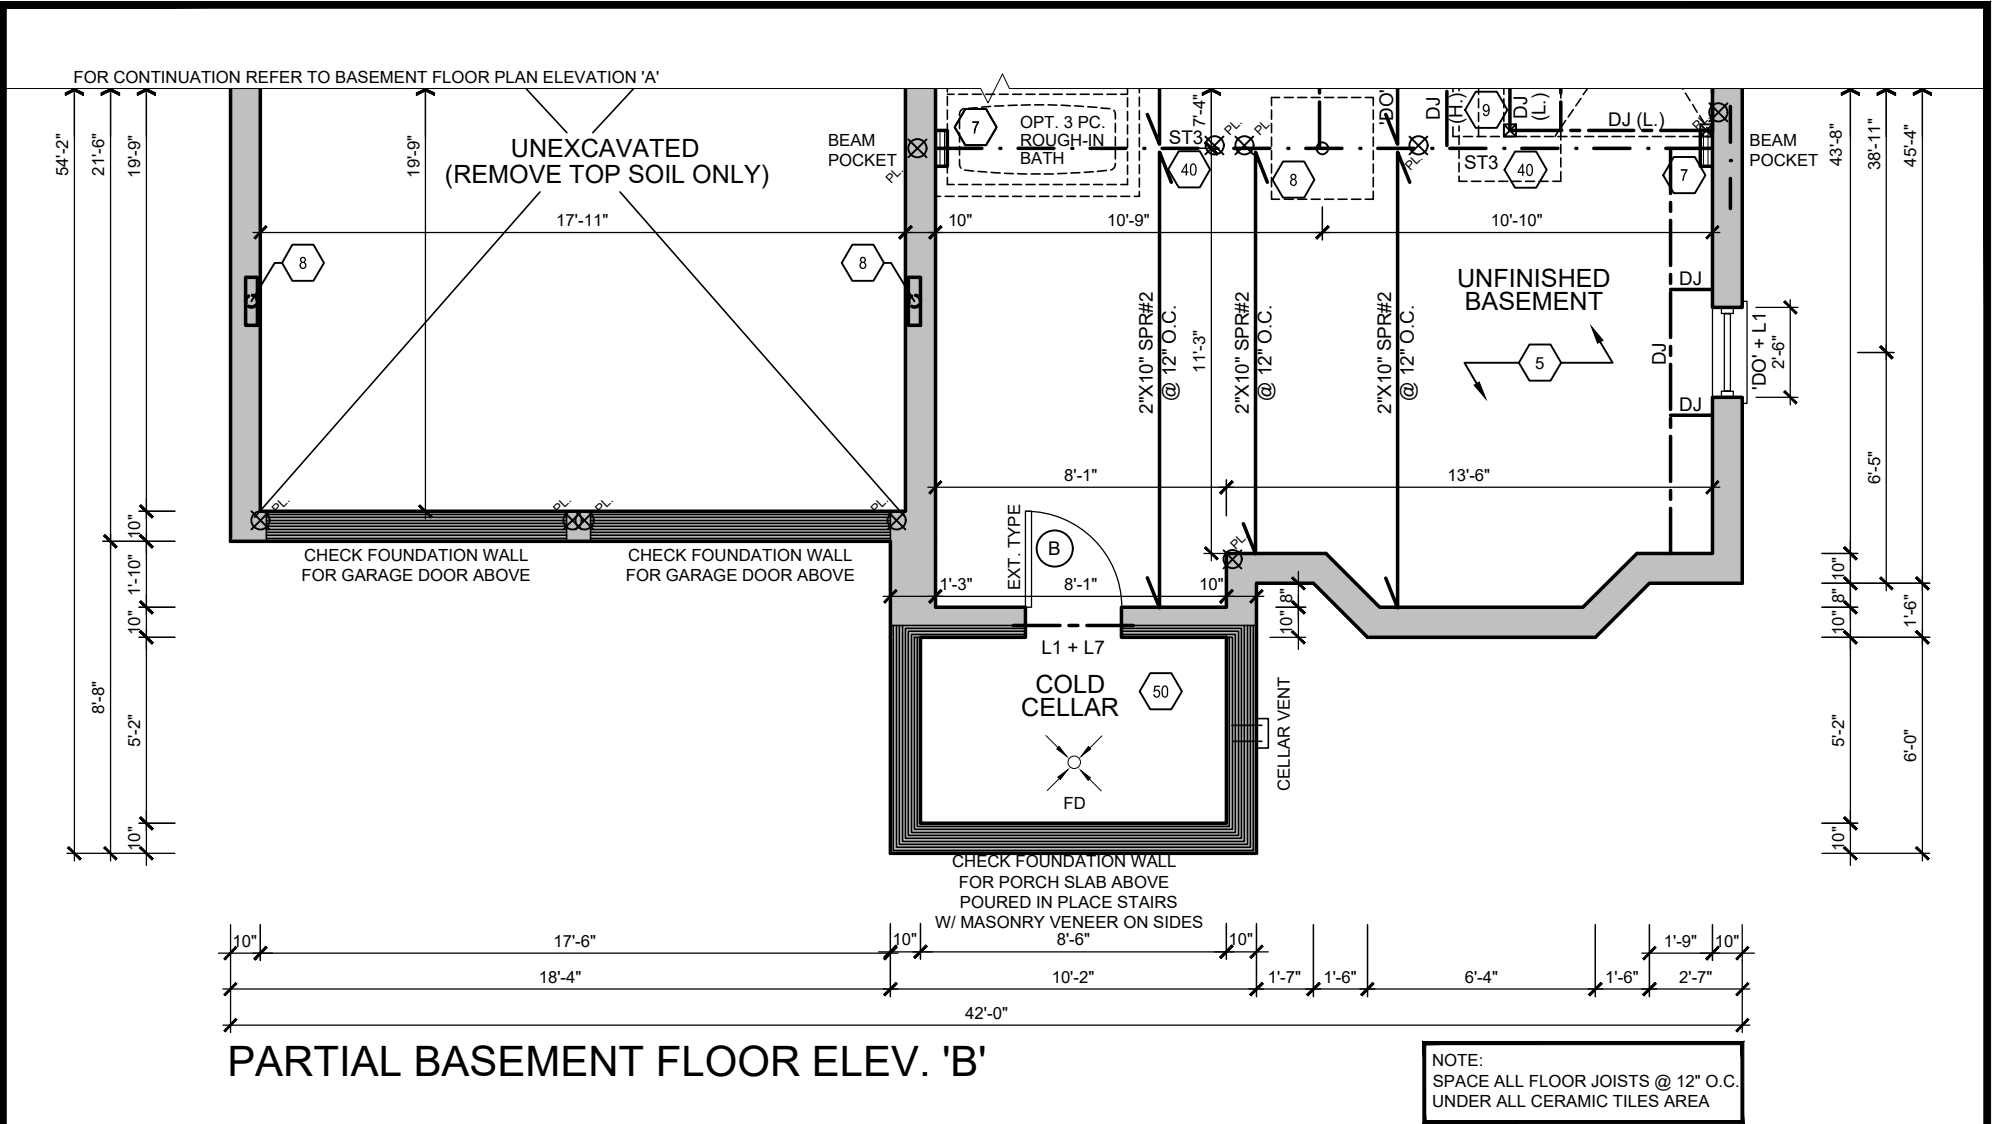 FOR CONTINUATION REFER TO BASEMENT FLOOR PLAN ELEVATION 'A'
54'-2"
21'-6"
19'-9"
19'-9"
UNEXCAVATED
(REMOVE TOP SOIL ONLY)
BEAM
POCKET
PL.
7
OPT. 3 PC.
ROUGH-IN
BATH
ST3
40
7'-4"
PL.
PL.
8
'DO'
PL.
DJ
(H.)
9
DJ
(L.)
DJ (L.)
PL.
ST3
40
7
BEAM
POCKET
43'-8"
38'-11"
45'-4"
17'-11"
10"
10'-9"
10'-10"
8
8
UNFINISHED
BASEMENT
DJ
2"X10" SPR#2
@ 12" O.C.
11'-3"
2"X10" SPR#2
@ 12" O.C.
2"X10" SPR#2
@ 12" O.C.
5
DJ
DJ
'DO' + L1
2'-6"
8'-1"
13'-6"
6'-5"
PL.
PL.
PL.
10"
CHECK FOUNDATION WALL
FOR GARAGE DOOR ABOVE
CHECK FOUNDATION WALL
FOR GARAGE DOOR ABOVE
EXT. TYPE
B
PL.
1'-10"
1'-3"
8'-1"
10"
8"
10"
10"
10"
8"
10"
1'-6"
L1 + L7
COLD
CELLAR
50
8'-8"
5'-2"
CELLAR VENT
5'-2"
6'-0"
FD
10"
10"
CHECK FOUNDATION WALL
FOR PORCH SLAB ABOVE
POURED IN PLACE STAIRS
W/ MASONRY VENEER ON SIDES
10"
17'-6"
10"
8'-6"
10"
1'-9"
10"
18'-4"
10'-2"
1'-7"
1'-6"
6'-4"
1'-6"
2'-7"
42'-0"
PARTIAL BASEMENT FLOOR ELEV. 'B'
NOTE:
SPACE ALL FLOOR JOISTS @ 12" O.C.
UNDER ALL CERAMIC TILES AREA